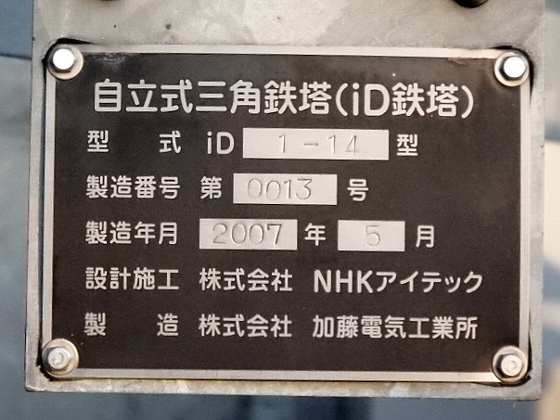 自立式三角鉄塔(iD鉄塔)
型 式 iD 1-14 型
製造番号 第 0013 号
製造年月 2007 年 5 月
設計施工 株式会社 NHKアイテック
製 造 株式会社 加藤電気工業所